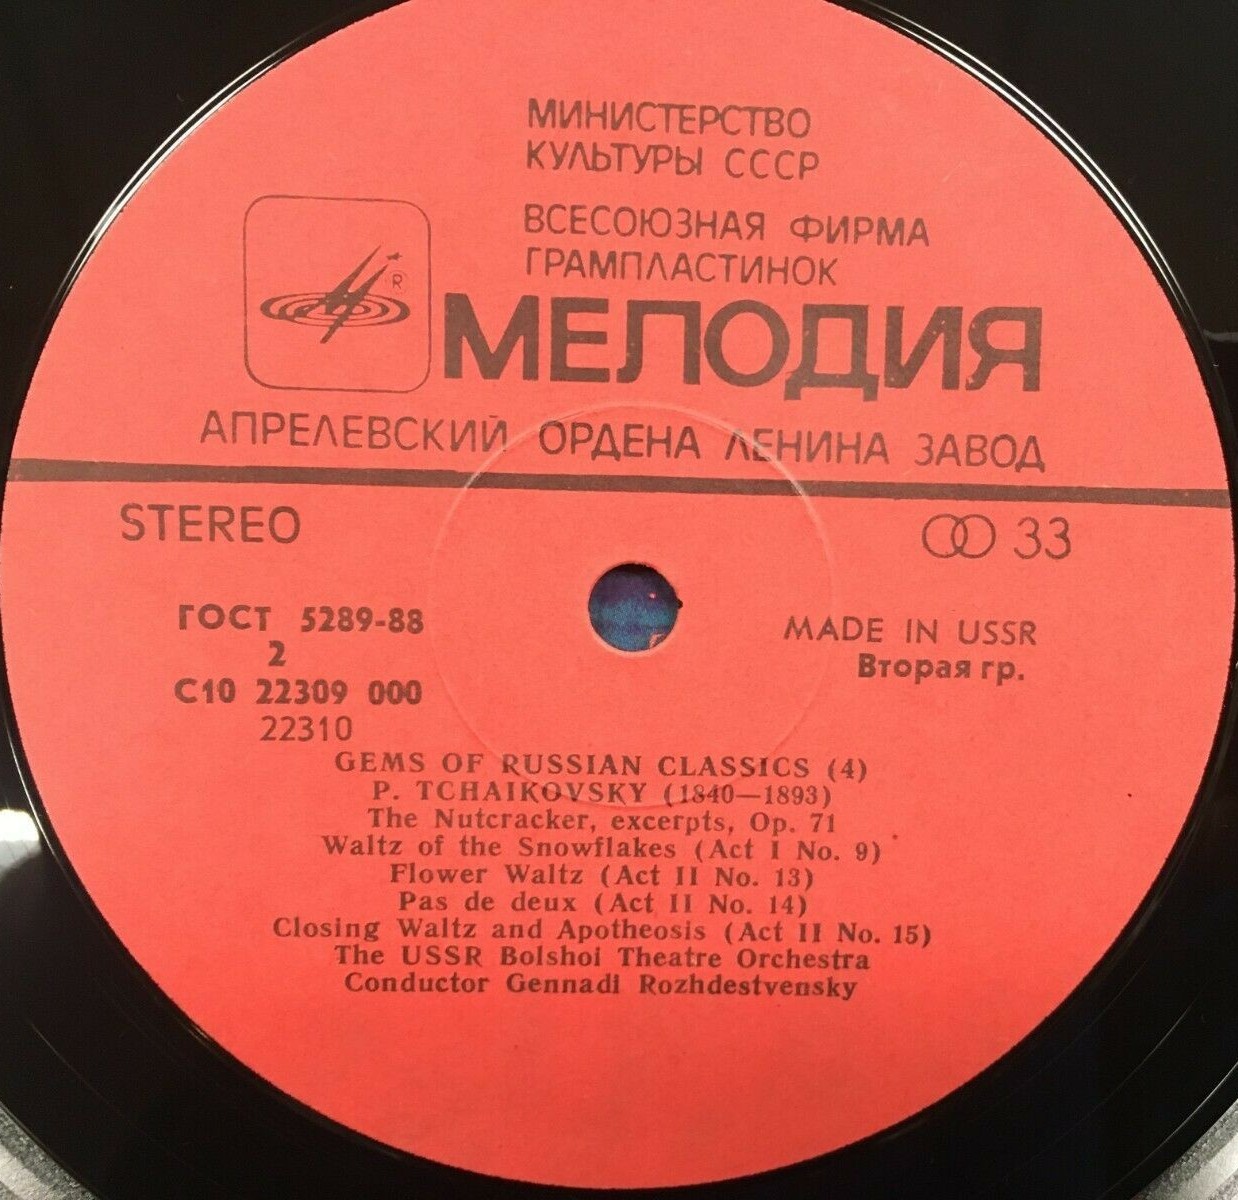 МИНИСТЕРСТВО
КУЛЬТУРЫ СССР
ВСЕСОЮЗНАЯ ФИРМА
ГРАМПЛАСТИНОК
®
МЕЛОДИЯ
АПРЕЛЕВСКИЙ ОРДЕНА ЛЕНИНА ЗАВОД
STEREO
33
ГОСТ 5289-88
2
С10 22309 000
22310
MADE IN USSR
Вторая гр.
GEMS OF RUSSIAN CLASSICS (4)
P. TCHAIKOVSKY (1840—1893)
The Nutcracker, excerpts, Op. 71
Waltz of the Snowflakes (Act I No. 9)
Flower Waltz (Act II No. 13)
Pas de deux (Act II No. 14)
Closing Waltz and Apotheosis (Act II No. 15)
The USSR Bolshoi Theatre Orchestra
Conductor Gennadi Rozhdestvensky